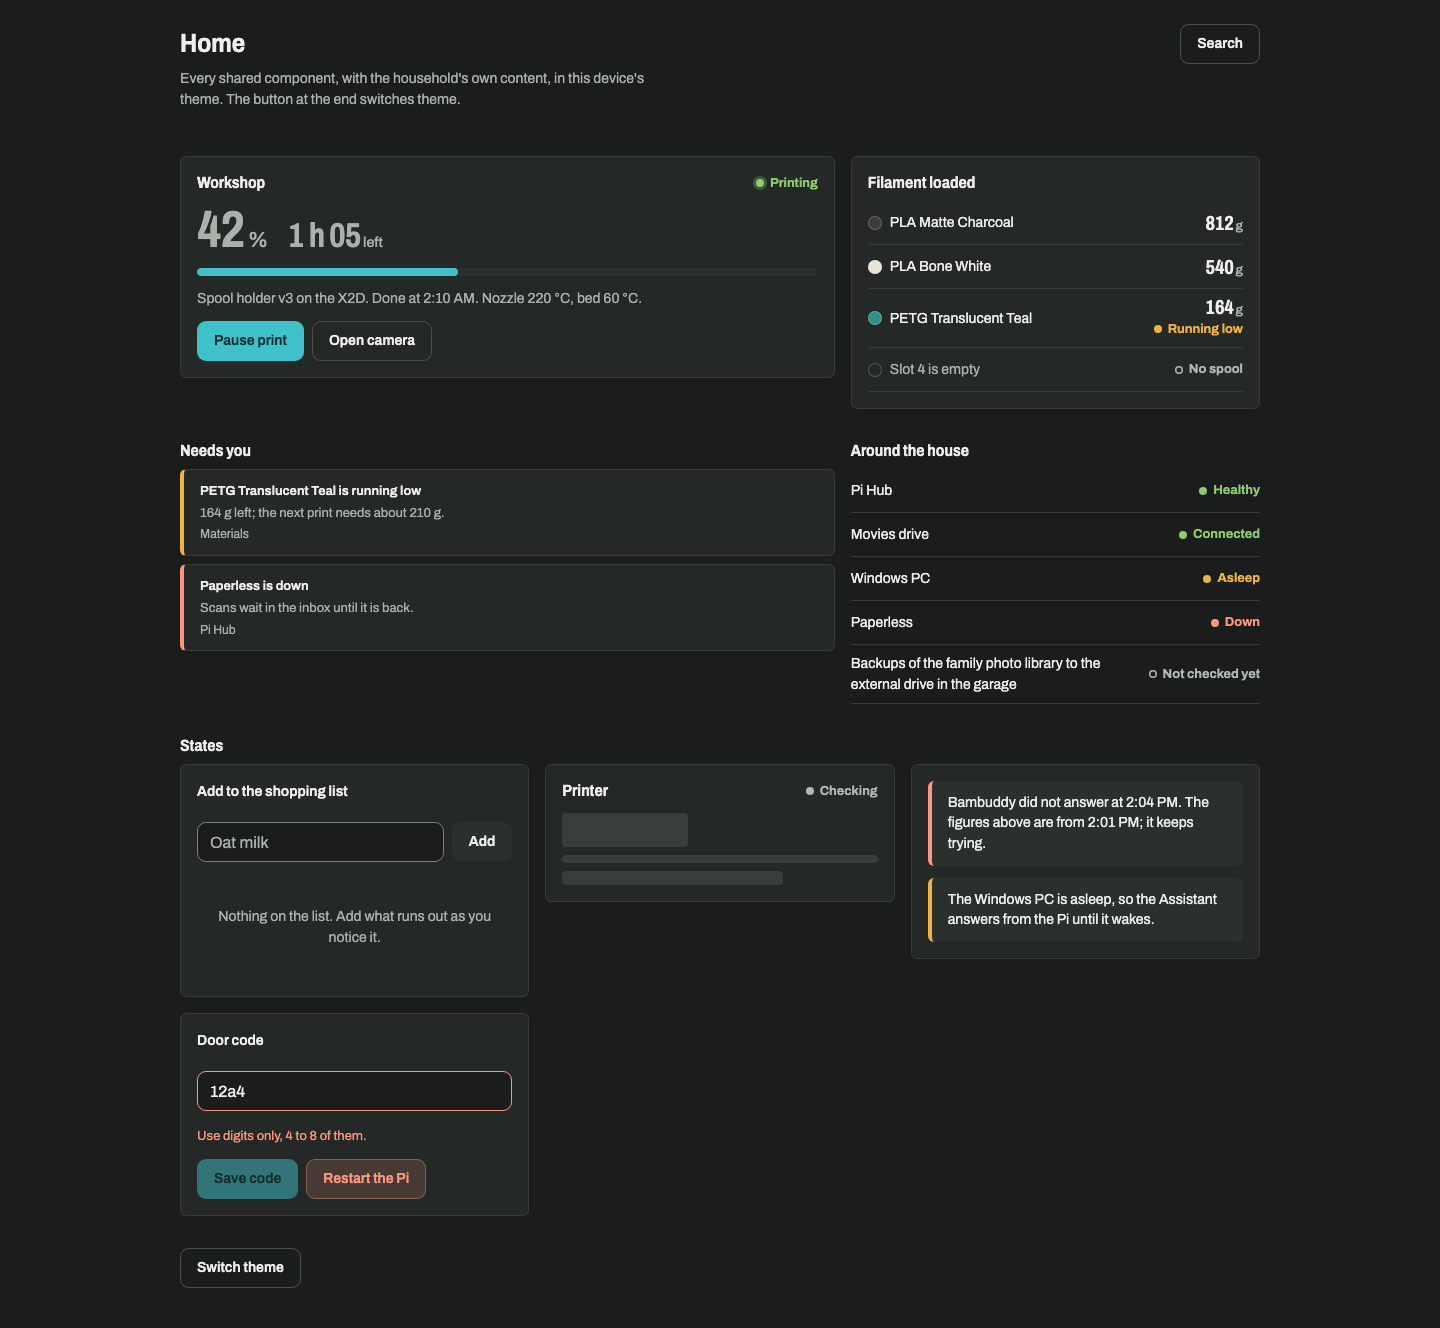 Home
Search
Every shared component, with the household's own content, in this device's
theme. The button at the end switches theme.
Workshop
Printing
42 % 1 h 05 left
Spool holder v3 on the X2D. Done at 2:10 AM. Nozzle 220 °C, bed 60 °C.
Pause print
Open camera
Filament loaded
PLA Matte Charcoal
812 g
PLA Bone White
540 g
PETG Translucent Teal
164 g
Running low
Slot 4 is empty
No spool
Needs you
PETG Translucent Teal is running low
164 g left; the next print needs about 210 g.
Materials
Paperless is down
Scans wait in the inbox until it is back.
Pi Hub
Around the house
Pi Hub
Healthy
Movies drive
Connected
Windows PC
Asleep
Paperless
Down
Backups of the family photo library to the
external drive in the garage
Not checked yet
States
Add to the shopping list
Oat milk
Add
Nothing on the list. Add what runs out as you
notice it.
Printer
Checking
Bambuddy did not answer at 2:04 PM. The
figures above are from 2:01 PM; it keeps
trying.
The Windows PC is asleep, so the Assistant
answers from the Pi until it wakes.
Door code
12a4
Use digits only, 4 to 8 of them.
Save code
Restart the Pi
Switch theme